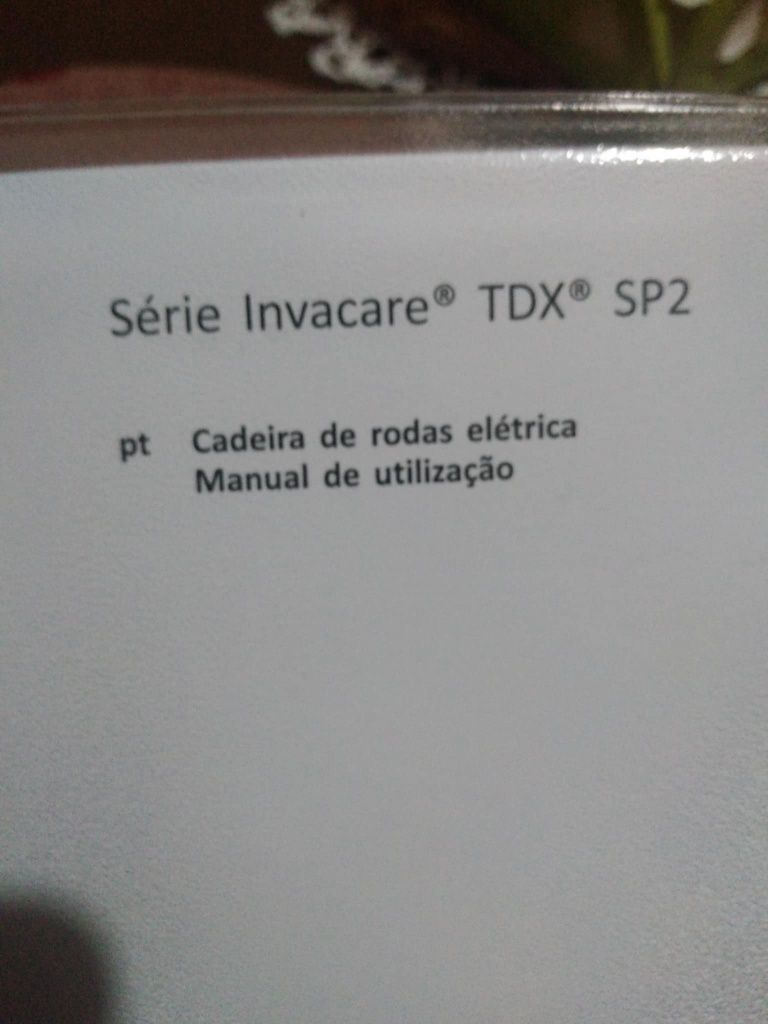 Série Invacare® TDX® SP2
pt Cadeira de rodas elétrica
Manual de utilização